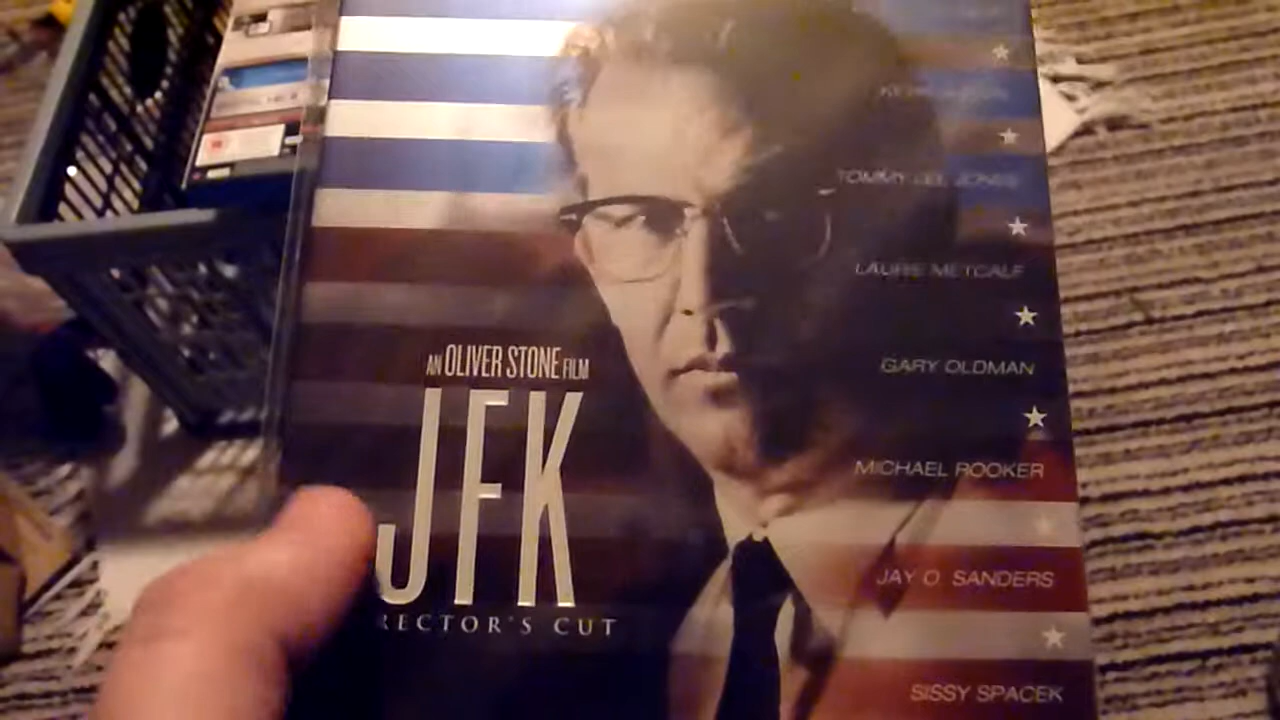 TOMMY LEE JONES
LAURIE METCALF
GARY OLDMAN
MICHAEL ROOKER
JAY O. SANDERS
SISSY SPACEK
AN OLIVER STONE FILM
JFK
RECTOR'S CUT